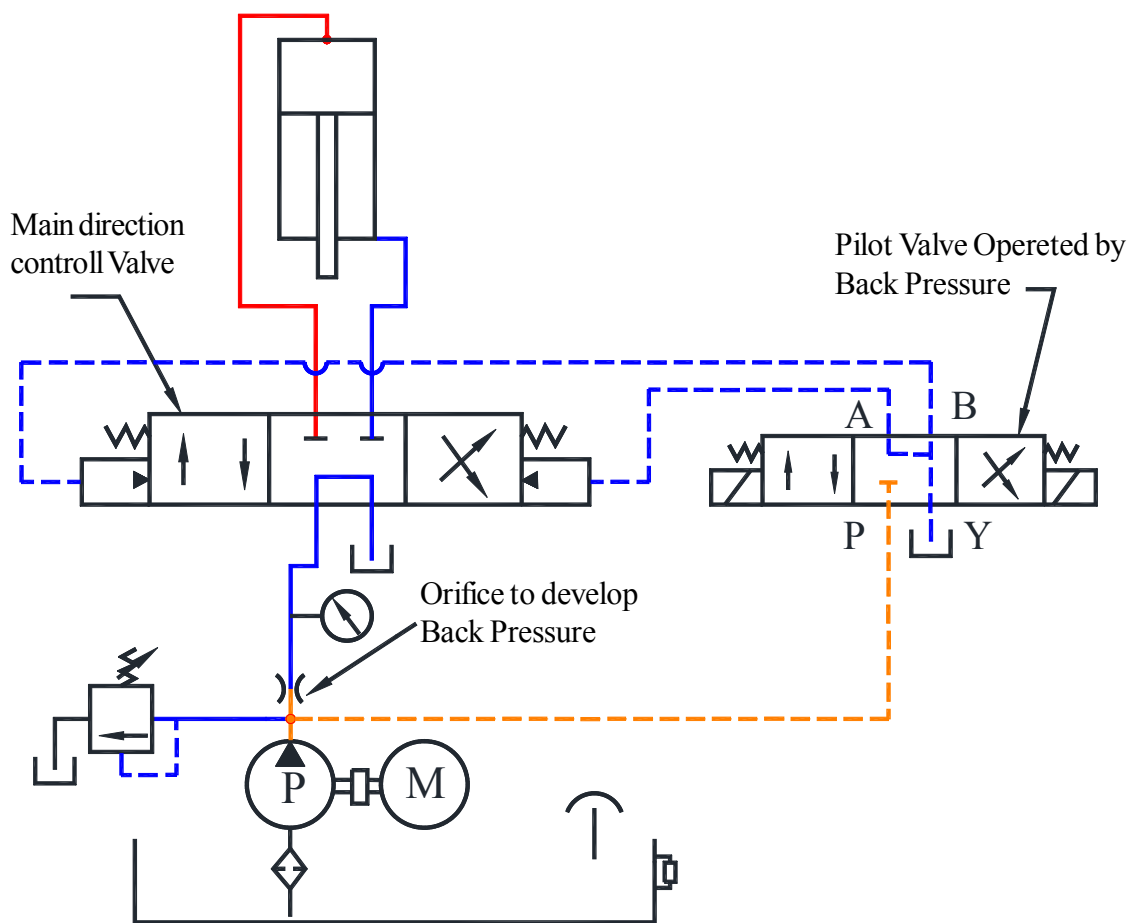 Main direction
controll Valve
Pilot Valve Opereted by
Back Pressure
A
B
P
Y
Orifice to develop
Back Pressure
P
M